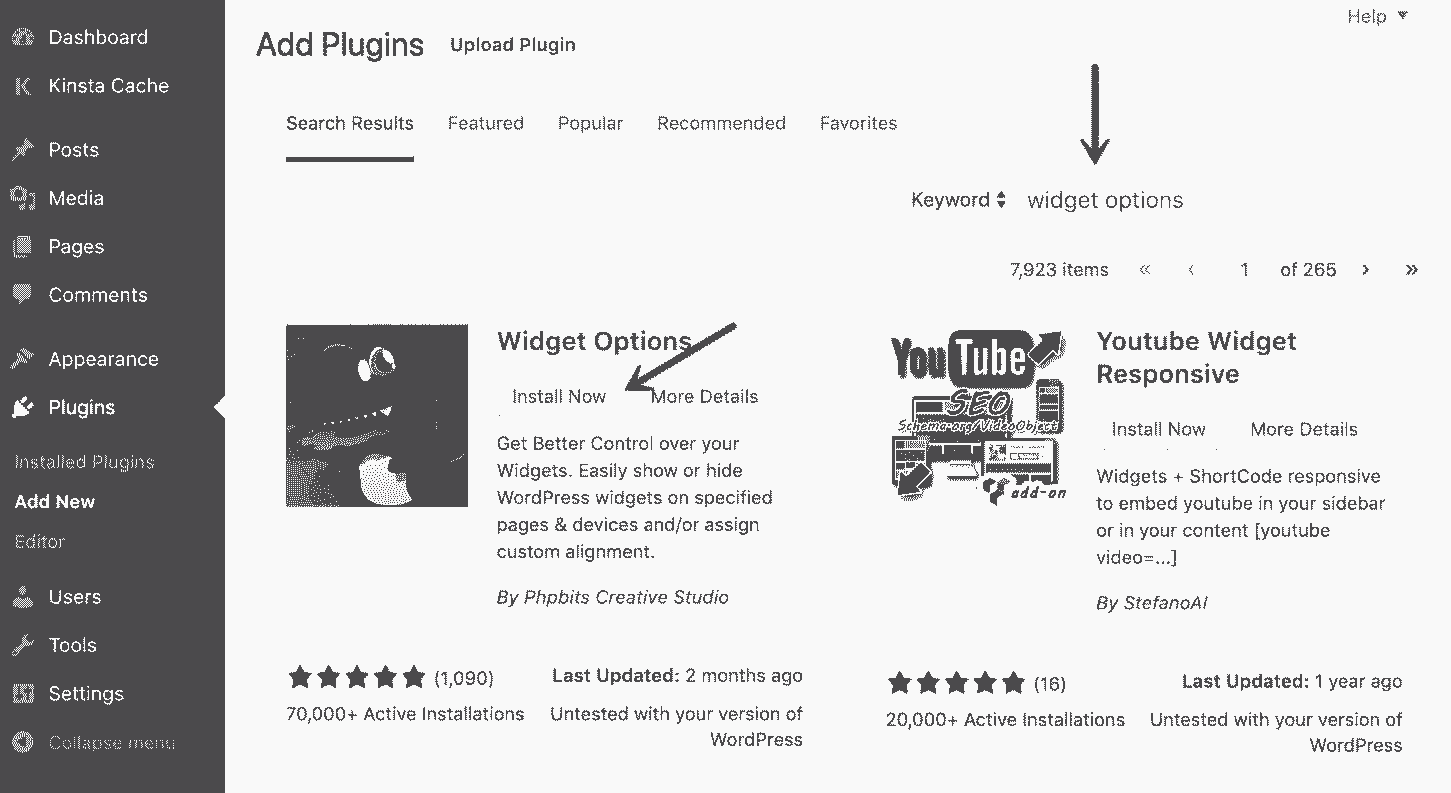 Dashboard
Kinsta Cache
Posts
Media
Pages
Comments
Appearance
Plugins
Installed Plugins
Add New
Editor
Users
Tools
Settings
Collapse menu
Help
Add Plugins Upload Plugin
Search Results Featured Popular Recommended Favorites
Keyword widget options
7,923 items « ‹ 1 of 265 › »
Widget Options
Install Now More Details
Get Better Control over your
Widgets. Easily show or hide
WordPress widgets on specified
pages & devices and/or assign
custom alignment.
By Phpbits Creative Studio
(1,090) Last Updated: 2 months ago
70,000+ Active Installations Untested with your version of
WordPress
YouTube
SEO
Schema.org/VideoObject
add-on
Youtube Widget
Responsive
Install Now More Details
Widgets + ShortCode responsive
to embed youtube in your sidebar
or in your content [youtube
video=...]
By StefanoAI
(16) Last Updated: 1 year ago
20,000+ Active Installations Untested with your version of
WordPress